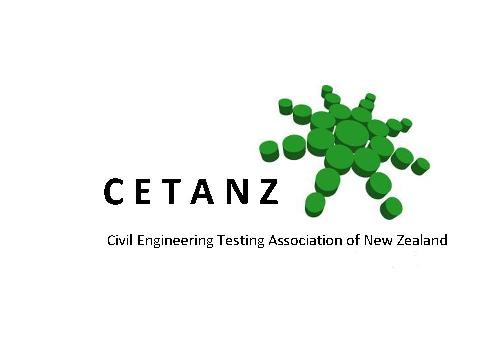 CETANZ
Civil Engineering Testing Association of New Zealand